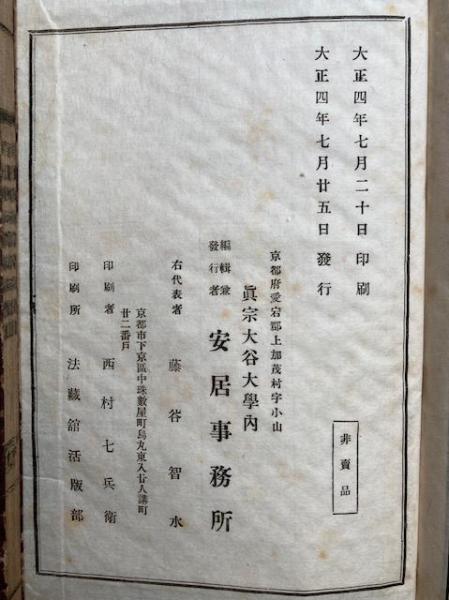 大正四年七月二十日印刷
大正四年七月廿五日發行
非賣品
京都府愛宕郡上加茂村字小山
眞宗大谷大學內
編輯兼
發行者
安居事務所
右代表者 藤谷智水
京都市下京區中珠數屋町烏丸東入廿人講町
廿二番戶
印刷者 西村七兵衛
印刷所 法藏館活版部